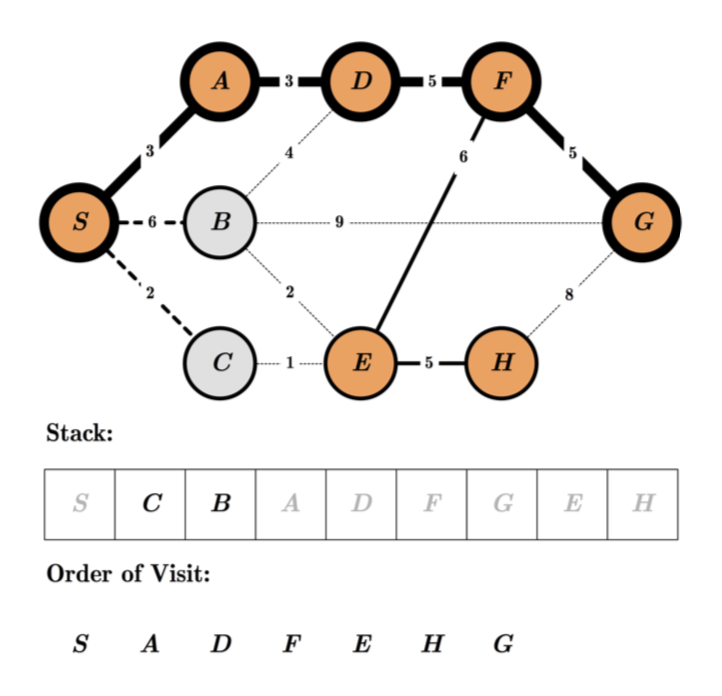 A 3 D 5 F
3 4 6 5
S 6 B 9 G
2 2 8
C 1 E 5 H
Stack:
S C B A D F G E H
Order of Visit:
S A D F E H G